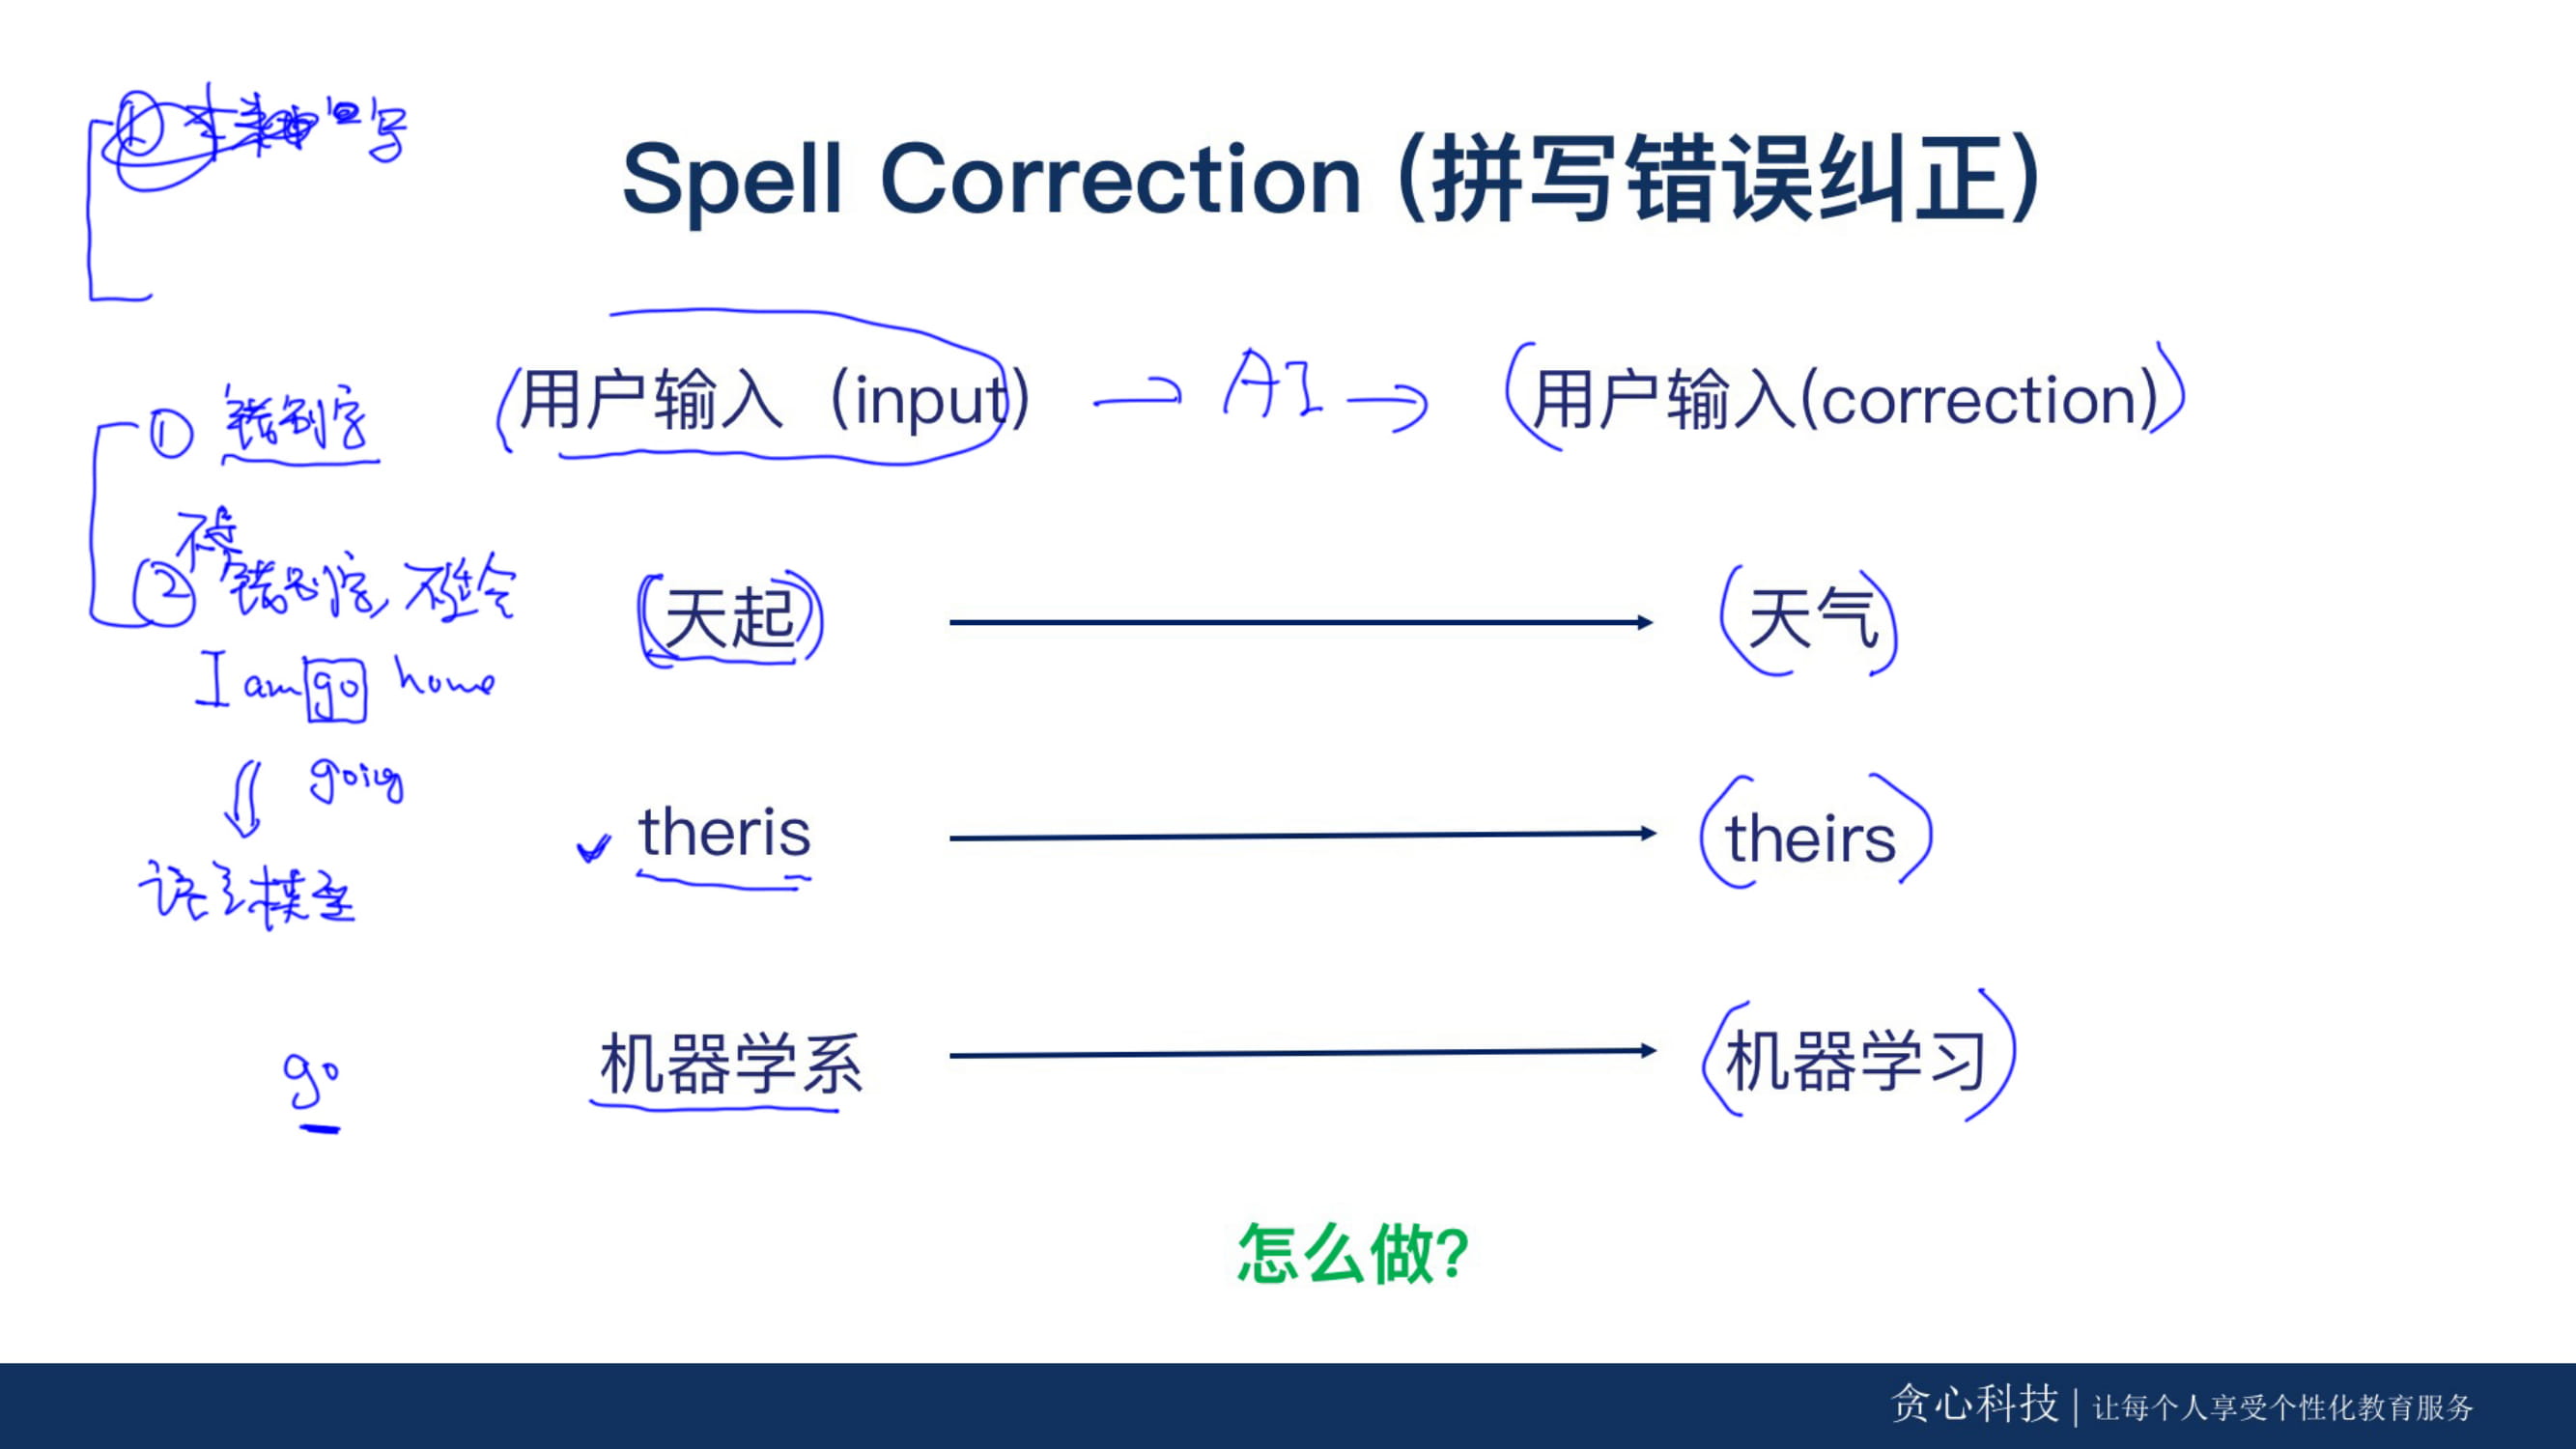 Spell Correction (拼写错误纠正)
用户输入（input） → AI → 用户输入(correction)
① 错别字
不是
② 错别字, 不适合
天起 天气
I am go home
going
theris theirs
语言模型
机器学系 机器学习
go
怎么做?
贪心科技 | 让每个人享受个性化教育服务